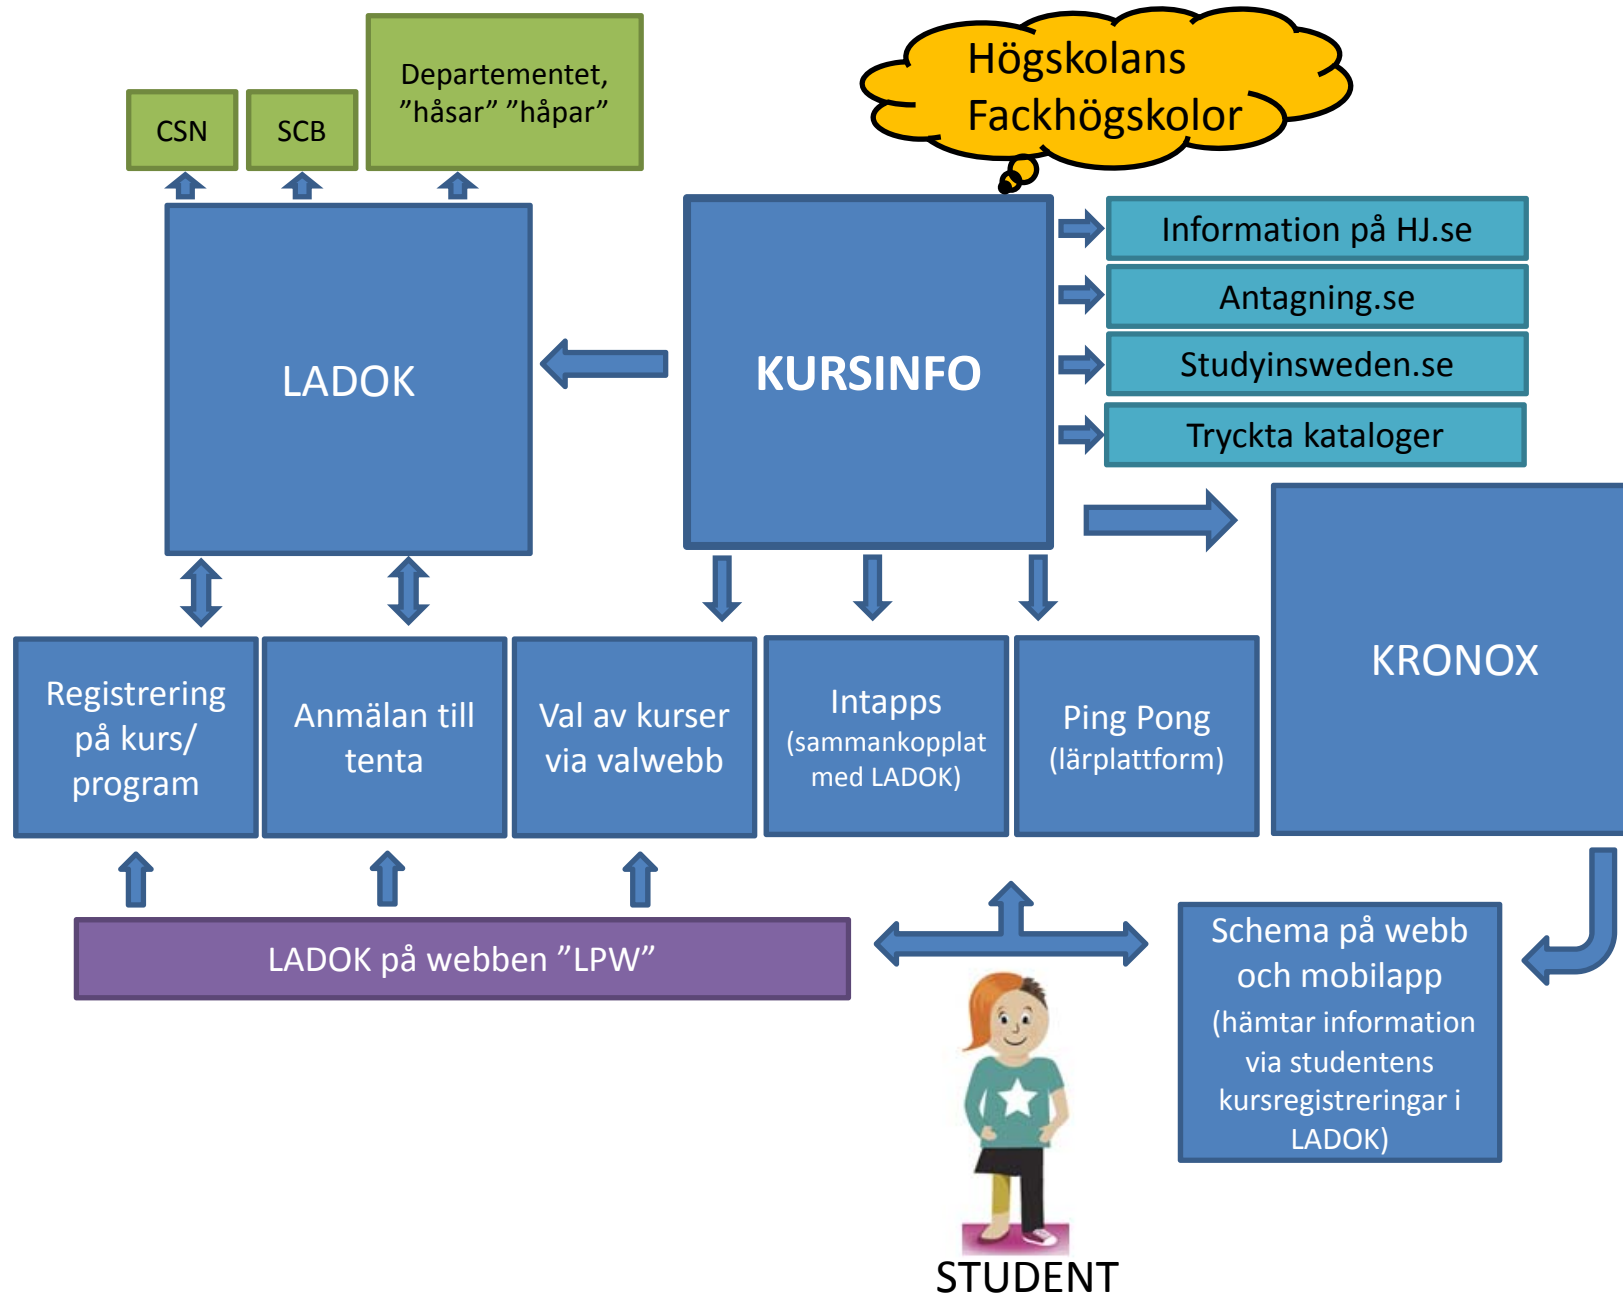 Högskolans
Fackhögskolor
Departementet,
”håsar” ”håpar”
CSN
SCB
LADOK
KURSINFO
Information på HJ.se
Antagning.se
Studyinsweden.se
Tryckta kataloger
KRONOX
Registrering
på kurs/
program
Anmälan till
tenta
Val av kurser
via valwebb
Intapps
(sammankopplat
med LADOK)
Ping Pong
(lärplattform)
LADOK på webben ”LPW”
Schema på webb
och mobilapp
(hämtar information
via studentens
kursregistreringar i
LADOK)
STUDENT